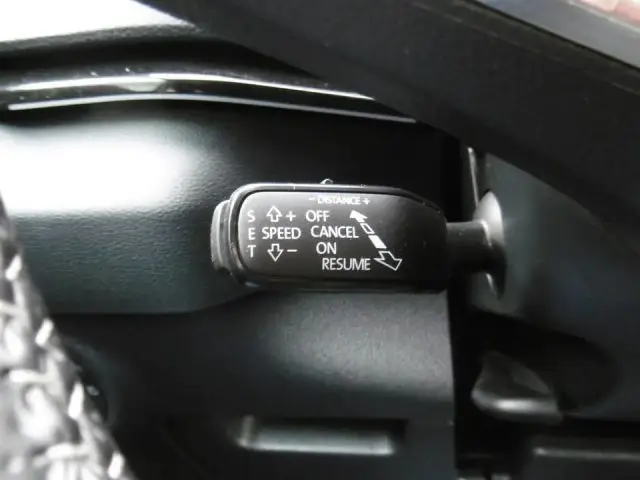 - DISTANCE +
S + OFF
E SPEED CANCEL
T - ON
RESUME